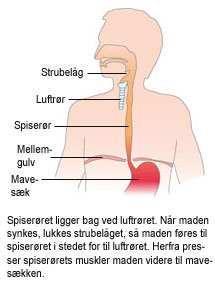 Strubelåg
Luftrør
Spiserør
Mellem-
gulv
Mave-
sæk
Spiserøret ligger bag ved luftrøret. Når maden
synkes, lukkes strubelåget, så maden føres til
spiserøret i stedet for til luftrøret. Herfra pres-
ser spiserørets muskler maden videre til mave-
sækken.